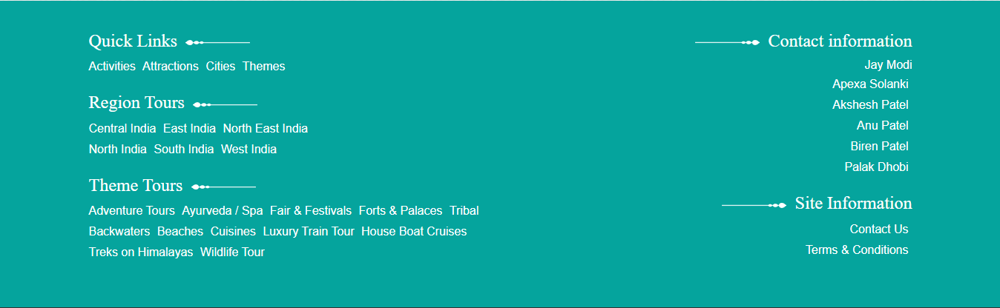 Quick Links
Activities Attractions Cities Themes
Region Tours
Central India East India North East India
North India South India West India
Theme Tours
Adventure Tours Ayurveda / Spa Fair & Festivals Forts & Palaces Tribal
Backwaters Beaches Cuisines Luxury Train Tour House Boat Cruises
Treks on Himalayas Wildlife Tour
Contact information
Jay Modi
Apexa Solanki
Akshesh Patel
Anu Patel
Biren Patel
Palak Dhobi
Site Information
Contact Us
Terms & Conditions